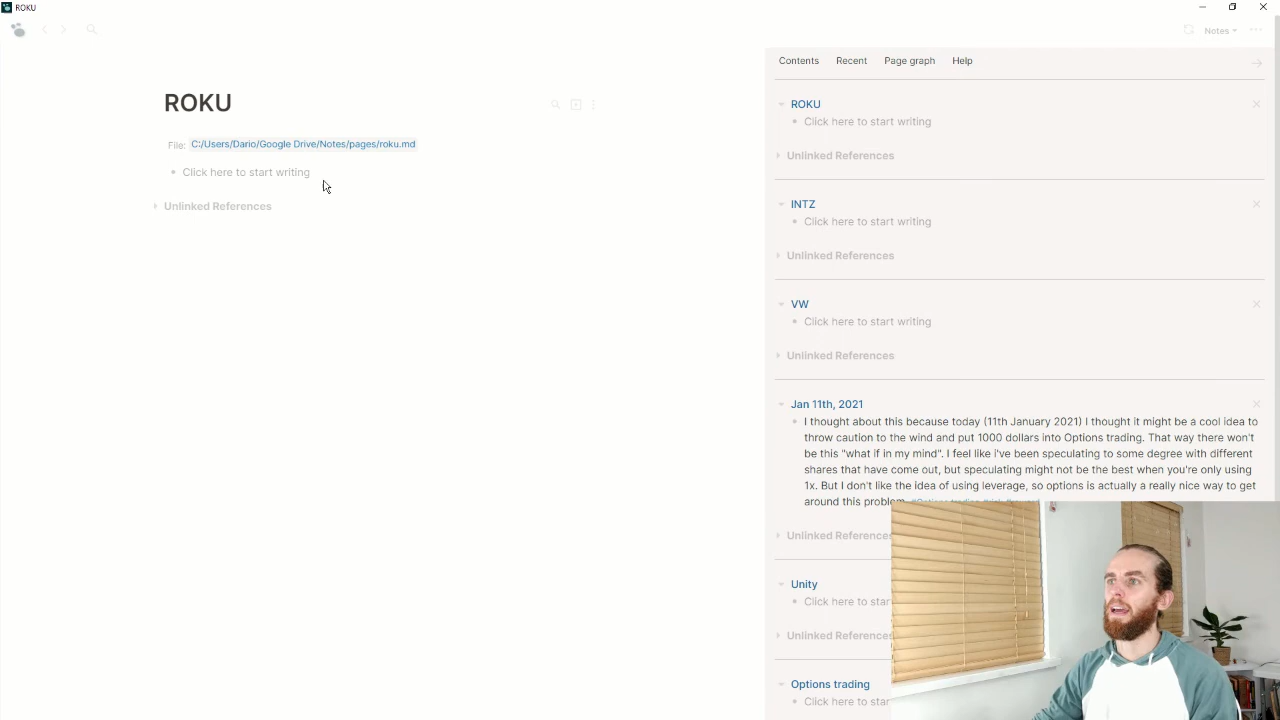 ROKU
Notes
ROKU
File: C:/Users/Dario/Google Drive/Notes/pages/roku.md
Click here to start writing
Unlinked References
Contents Recent Page graph Help
ROKU
Click here to start writing
Unlinked References
INTZ
Click here to start writing
Unlinked References
VW
Click here to start writing
Unlinked References
Jan 11th, 2021
I thought about this because today (11th January 2021) I thought it might be a cool idea to
throw caution to the wind and put 1000 dollars into Options trading. That way there won't
be this "what if in my mind". I feel like i've been speculating to some degree with different
shares that have come out, but speculating might not be the best when you're only using
1x. But I don't like the idea of using leverage, so options is actually a really nice way to get
around this problem.
Unlinked References
Unity
Click here to star
Unlinked References
Options trading
Click here to star